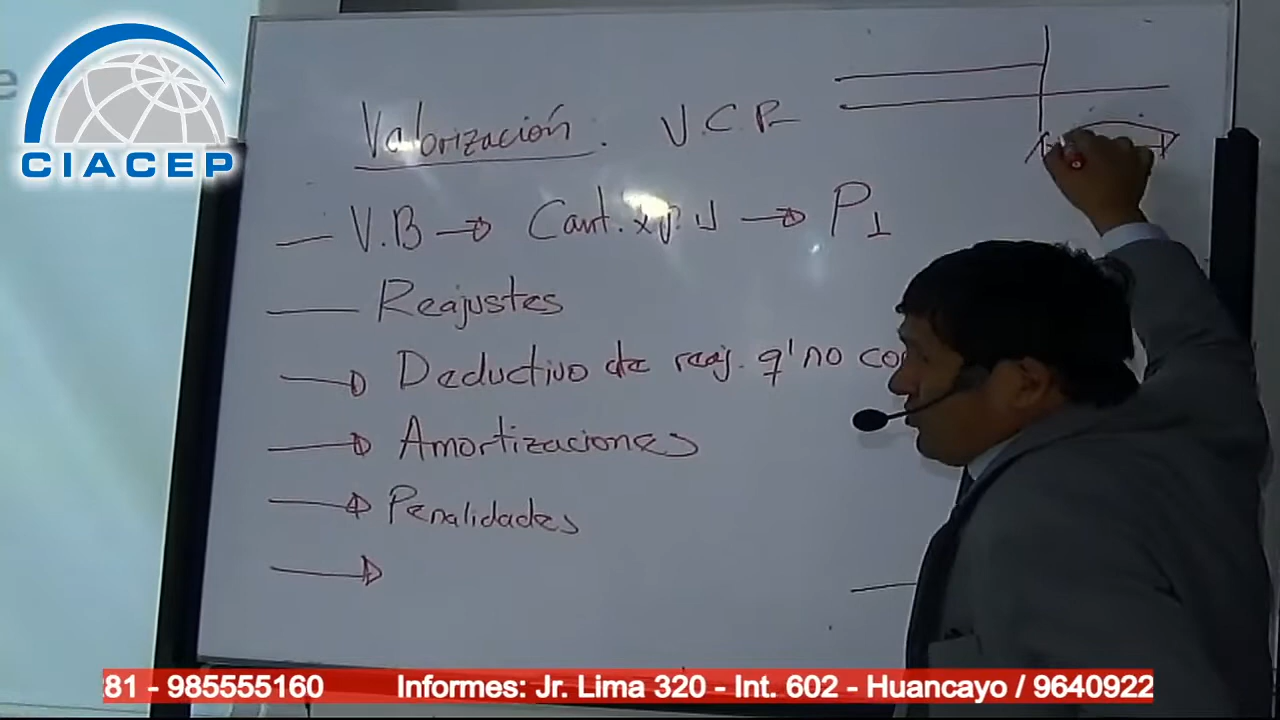 e
CIACEP
Valorización. V.C.P
V.B → Cant. x P.U → P1
Reajustes
Deductivo de reaj. q' no co
Amortizaciones
Penalidades
81 - 985555160 Informes: Jr. Lima 320 - Int. 602 - Huancayo / 9640922